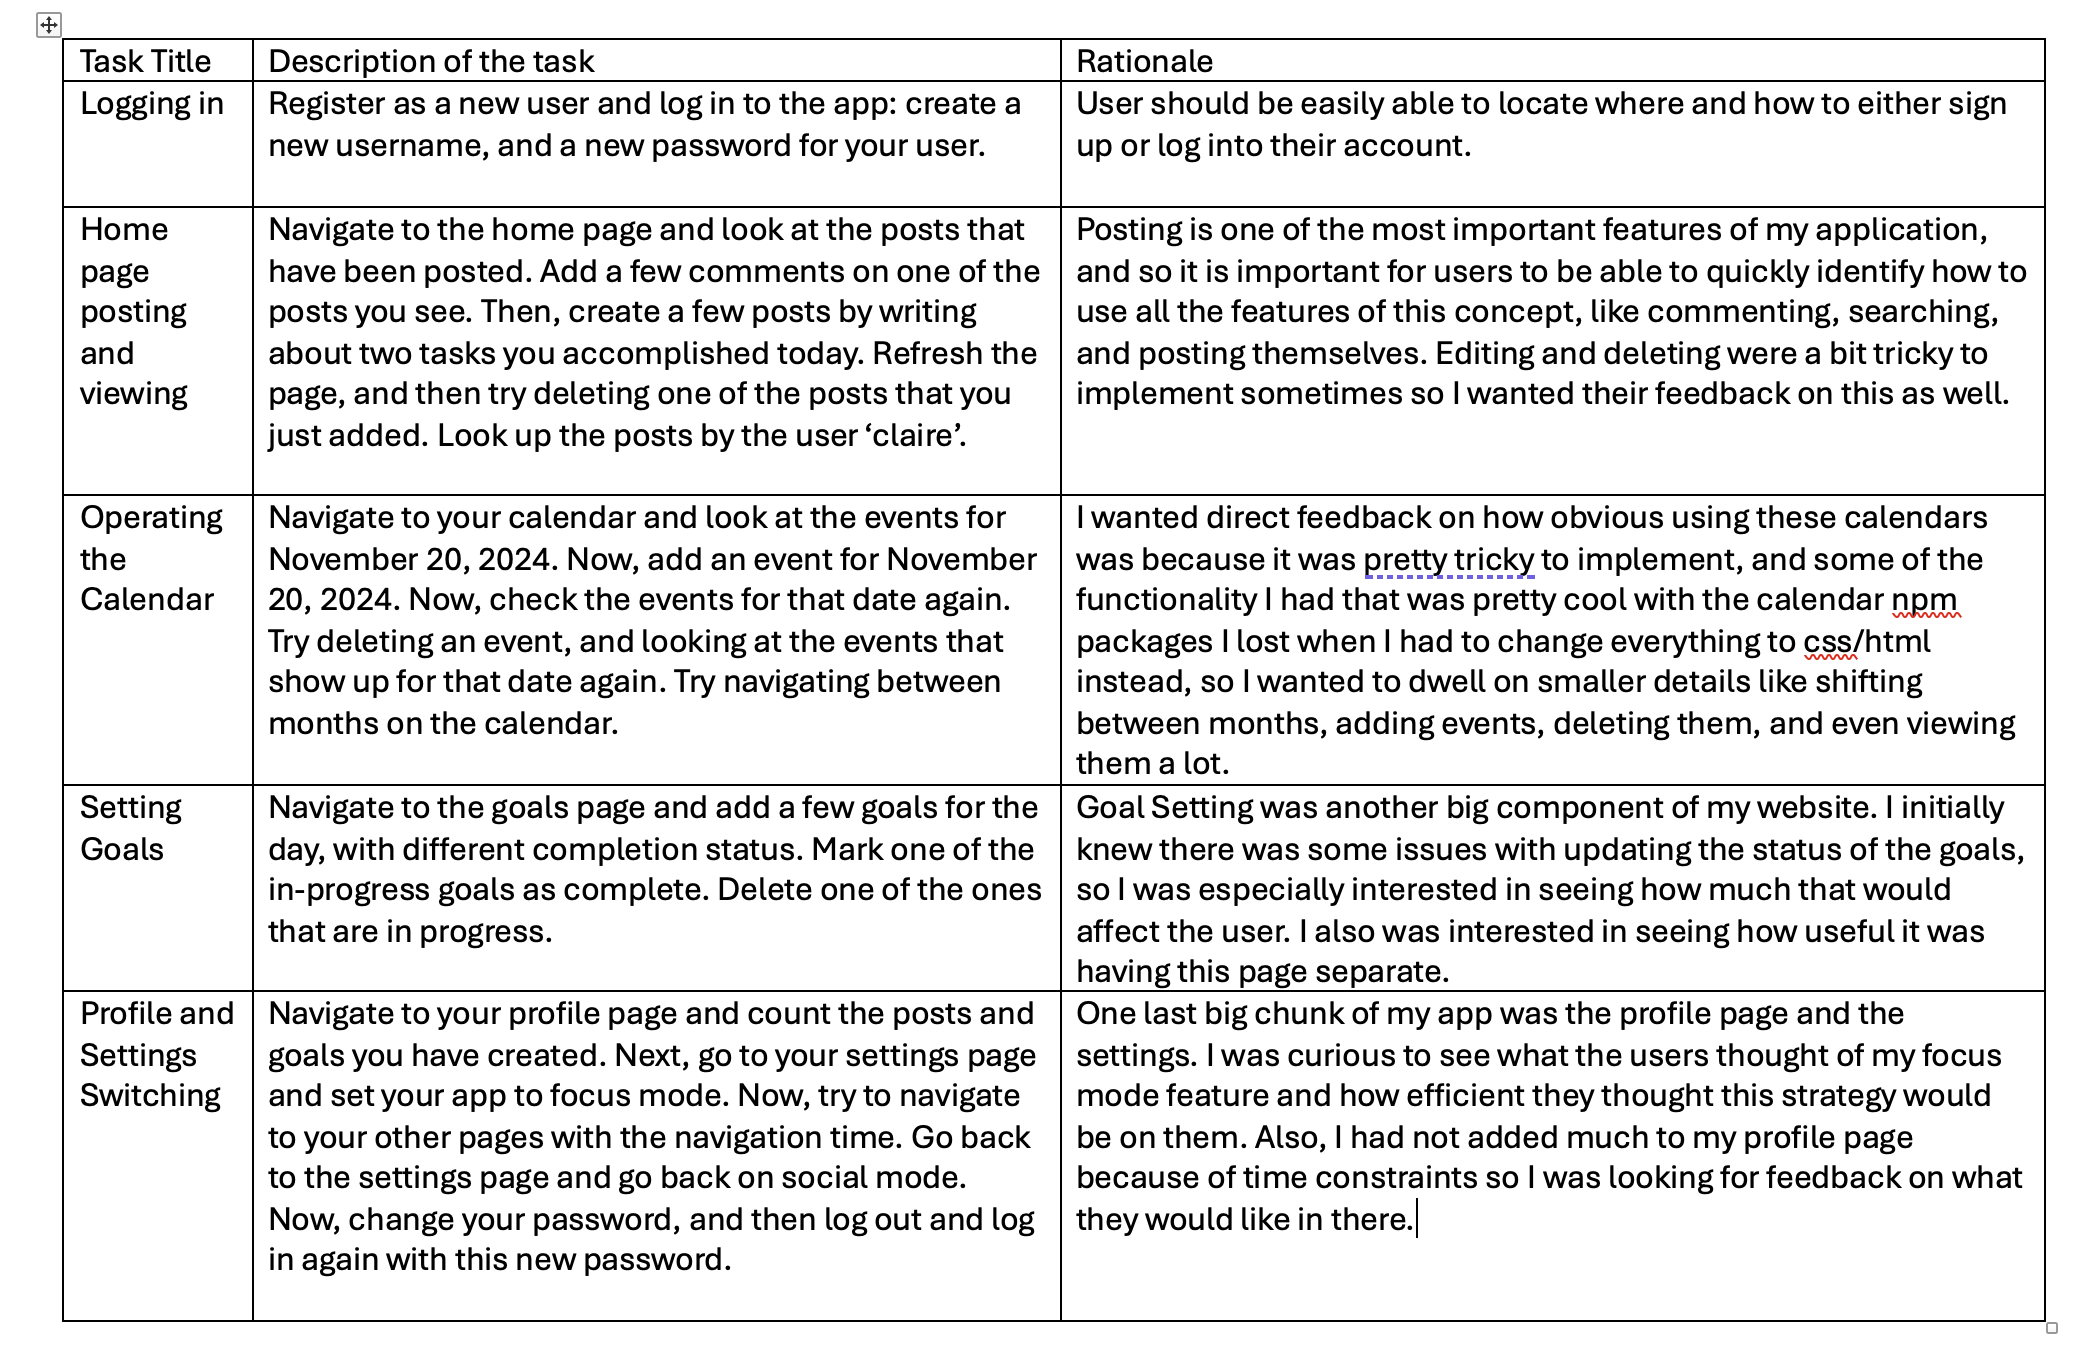 Task Title
Description of the task
Rationale
Logging in
Register as a new user and log in to the app: create a
new username, and a new password for your user.
User should be easily able to locate where and how to either sign
up or log into their account.
Home
page
posting
and
viewing
Navigate to the home page and look at the posts that
have been posted. Add a few comments on one of the
posts you see. Then, create a few posts by writing
about two tasks you accomplished today. Refresh the
page, and then try deleting one of the posts that you
just added. Look up the posts by the user ‘claire’.
Posting is one of the most important features of my application,
and so it is important for users to be able to quickly identify how to
use all the features of this concept, like commenting, searching,
and posting themselves. Editing and deleting were a bit tricky to
implement sometimes so I wanted their feedback on this as well.
Operating
the
Calendar
Navigate to your calendar and look at the events for
November 20, 2024. Now, add an event for November
20, 2024. Now, check the events for that date again.
Try deleting an event, and looking at the events that
show up for that date again. Try navigating between
months on the calendar.
I wanted direct feedback on how obvious using these calendars
was because it was pretty tricky to implement, and some of the
functionality I had that was pretty cool with the calendar npm
packages I lost when I had to change everything to css/html
instead, so I wanted to dwell on smaller details like shifting
between months, adding events, deleting them, and even viewing
them a lot.
Setting
Goals
Navigate to the goals page and add a few goals for the
day, with different completion status. Mark one of the
in-progress goals as complete. Delete one of the ones
that are in progress.
Goal Setting was another big component of my website. I initially
knew there was some issues with updating the status of the goals,
so I was especially interested in seeing how much that would
affect the user. I also was interested in seeing how useful it was
having this page separate.
Profile and
Settings
Switching
Navigate to your profile page and count the posts and
goals you have created. Next, go to your settings page
and set your app to focus mode. Now, try to navigate
to your other pages with the navigation time. Go back
to the settings page and go back on social mode.
Now, change your password, and then log out and log
in again with this new password.
One last big chunk of my app was the profile page and the
settings. I was curious to see what the users thought of my focus
mode feature and how efficient they thought this strategy would
be on them. Also, I had not added much to my profile page
because of time constraints so I was looking for feedback on what
they would like in there.